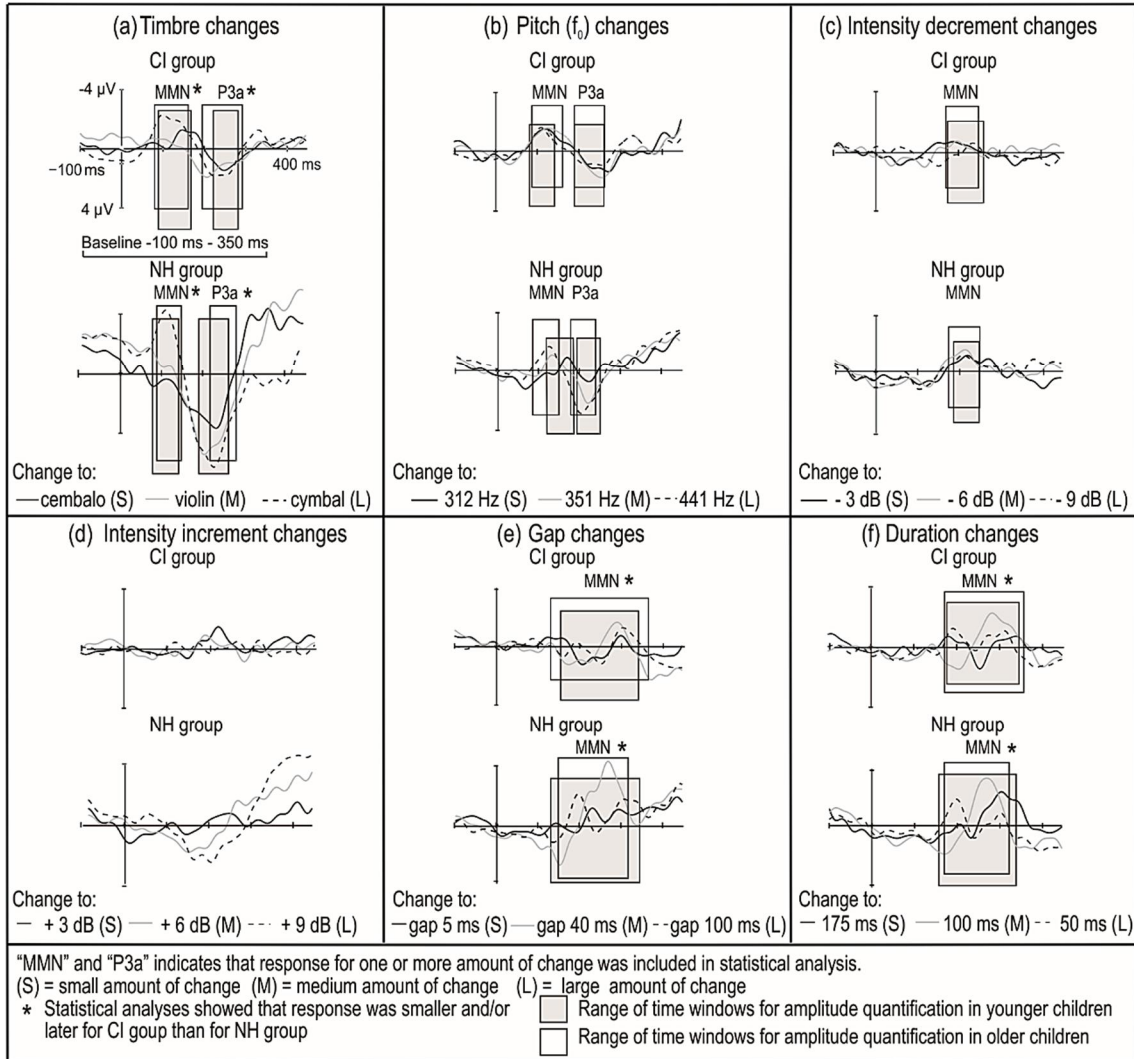 (a) Timbre changes
CI group
MMN * P3a *
-4 µV
-100 ms 400 ms
4 µV
Baseline -100 ms - 350 ms
NH group
MMN * P3a *
Change to:
cembalo (S) violin (M) cymbal (L)
(b) Pitch (f0) changes
CI group
MMN P3a
NH group
MMN P3a
Change to:
312 Hz (S) 351 Hz (M) 441 Hz (L)
(c) Intensity decrement changes
CI group
MMN
NH group
MMN
Change to:
- 3 dB (S) - 6 dB (M) - 9 dB (L)
(d) Intensity increment changes
CI group
NH group
Change to:
+ 3 dB (S) + 6 dB (M) + 9 dB (L)
(e) Gap changes
CI group
MMN *
NH group
MMN *
Change to:
gap 5 ms (S) gap 40 ms (M) gap 100 ms (L)
(f) Duration changes
CI group
MMN *
NH group
MMN *
Change to:
175 ms (S) 100 ms (M) 50 ms (L)
“MMN” and “P3a” indicates that response for one or more amount of change was included in statistical analysis.
(S) = small amount of change (M) = medium amount of change (L) = large amount of change
* Statistical analyses showed that response was smaller and/or
later for CI goup than for NH group
Range of time windows for amplitude quantification in younger children
Range of time windows for amplitude quantification in older children